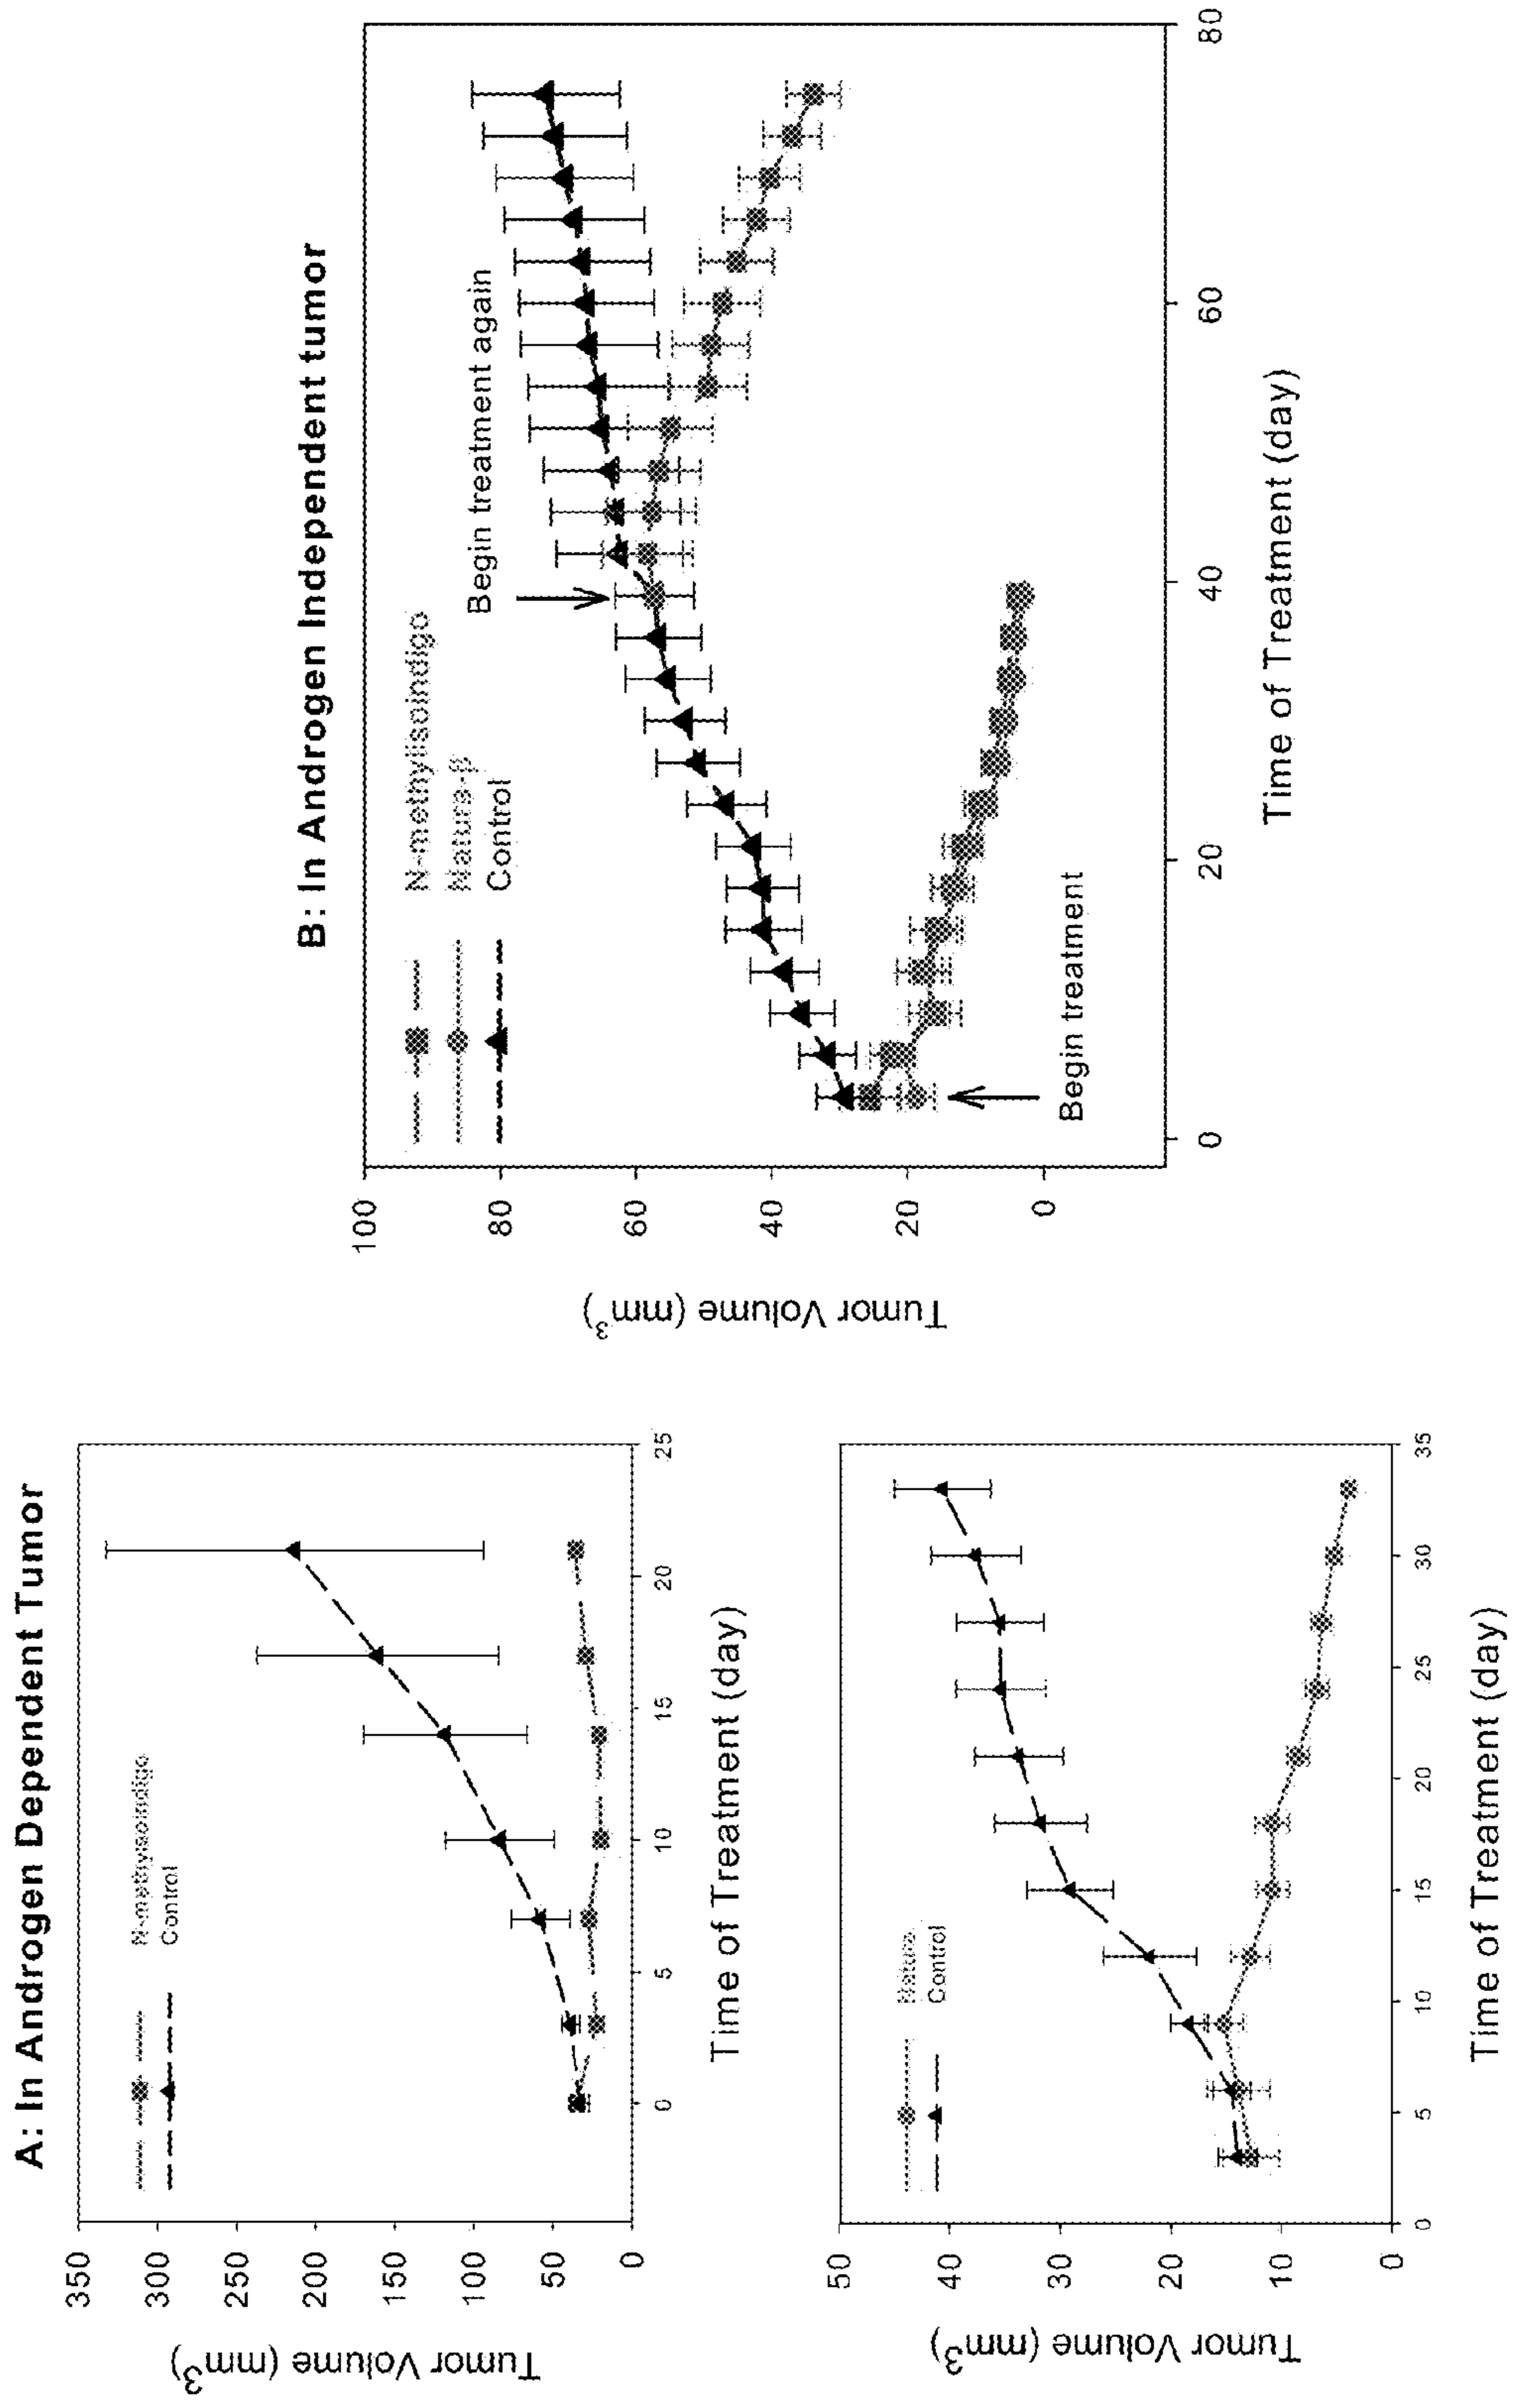 A: In Androgen Dependent Tumor
N-methylisoindigo
Control
350
300
250
200
150
100
50
0
Tumor Volume (mm3)
0
5
10
15
20
25
Time of Treatment (day)
Natura
Control
50
40
30
20
10
0
Tumor Volume (mm3)
0
5
10
15
20
25
30
35
Time of Treatment (day)
B: In Androgen Independent tumor
N-methylisoindigo
Natura-β
Control
Begin treatment again
Begin treatment
100
80
60
40
20
0
Tumor Volume (mm3)
0
20
40
60
80
Time of Treatment (day)